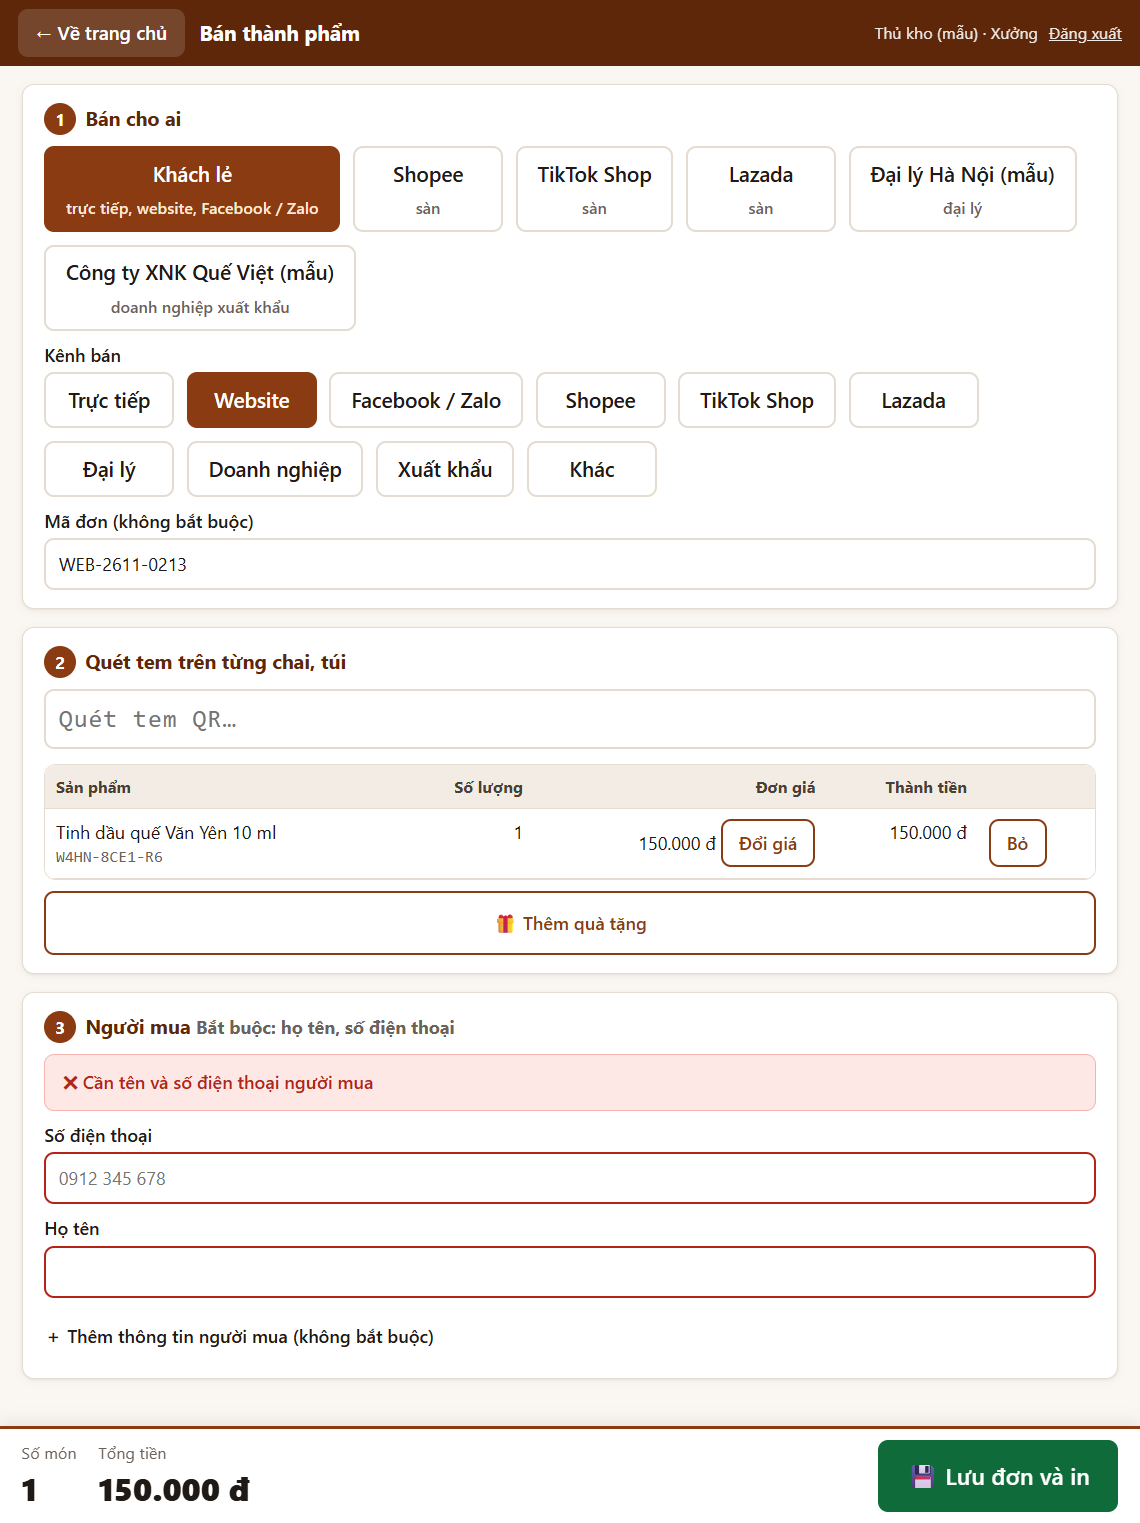 ← Về trang chủ
Bán thành phẩm
Thủ kho (mẫu) · Xưởng Đăng xuất
1 Bán cho ai
Khách lẻ
trực tiếp, website, Facebook / Zalo
Shopee
sàn
TikTok Shop
sàn
Lazada
sàn
Đại lý Hà Nội (mẫu)
đại lý
Công ty XNK Quế Việt (mẫu)
doanh nghiệp xuất khẩu
Kênh bán
Trực tiếp Website Facebook / Zalo Shopee TikTok Shop Lazada
Đại lý Doanh nghiệp Xuất khẩu Khác
Mã đơn (không bắt buộc)
WEB-2611-0213
2 Quét tem trên từng chai, túi
Quét tem QR…
Sản phẩm Số lượng Đơn giá Thành tiền
Tinh dầu quế Văn Yên 10 ml 1 150.000 đ Đổi giá 150.000 đ Bỏ
W4HN-8CE1-R6
🎁 Thêm quà tặng
3 Người mua Bắt buộc: họ tên, số điện thoại
❌ Cần tên và số điện thoại người mua
Số điện thoại
0912 345 678
Họ tên
+ Thêm thông tin người mua (không bắt buộc)
Số món Tổng tiền
1 150.000 đ
💾 Lưu đơn và in